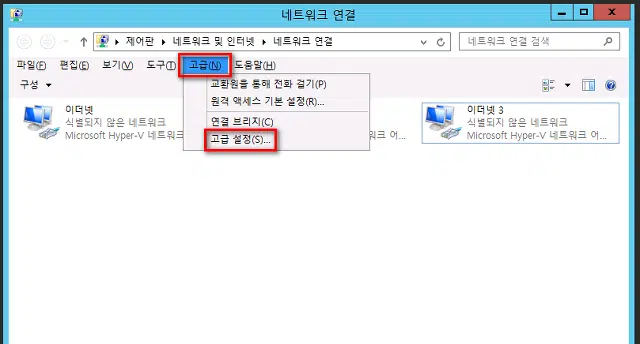 네트워크 연결
제어판 네트워크 및 인터넷 네트워크 연결
네트워크 연결 검색
파일(F) 편집(E) 보기(V) 도구(T) 고급(N) 도움말(H)
구성
교환원을 통해 전화 걸기(P)
원격 액세스 기본 설정(R)...
연결 브리지(C)
고급 설정(S)...
이더넷
식별되지 않은 네트워크
Microsoft Hyper-V 네트워
워크 어...
이더넷 3
식별되지 않은 네트워크
Microsoft Hyper-V 네트워크 어...